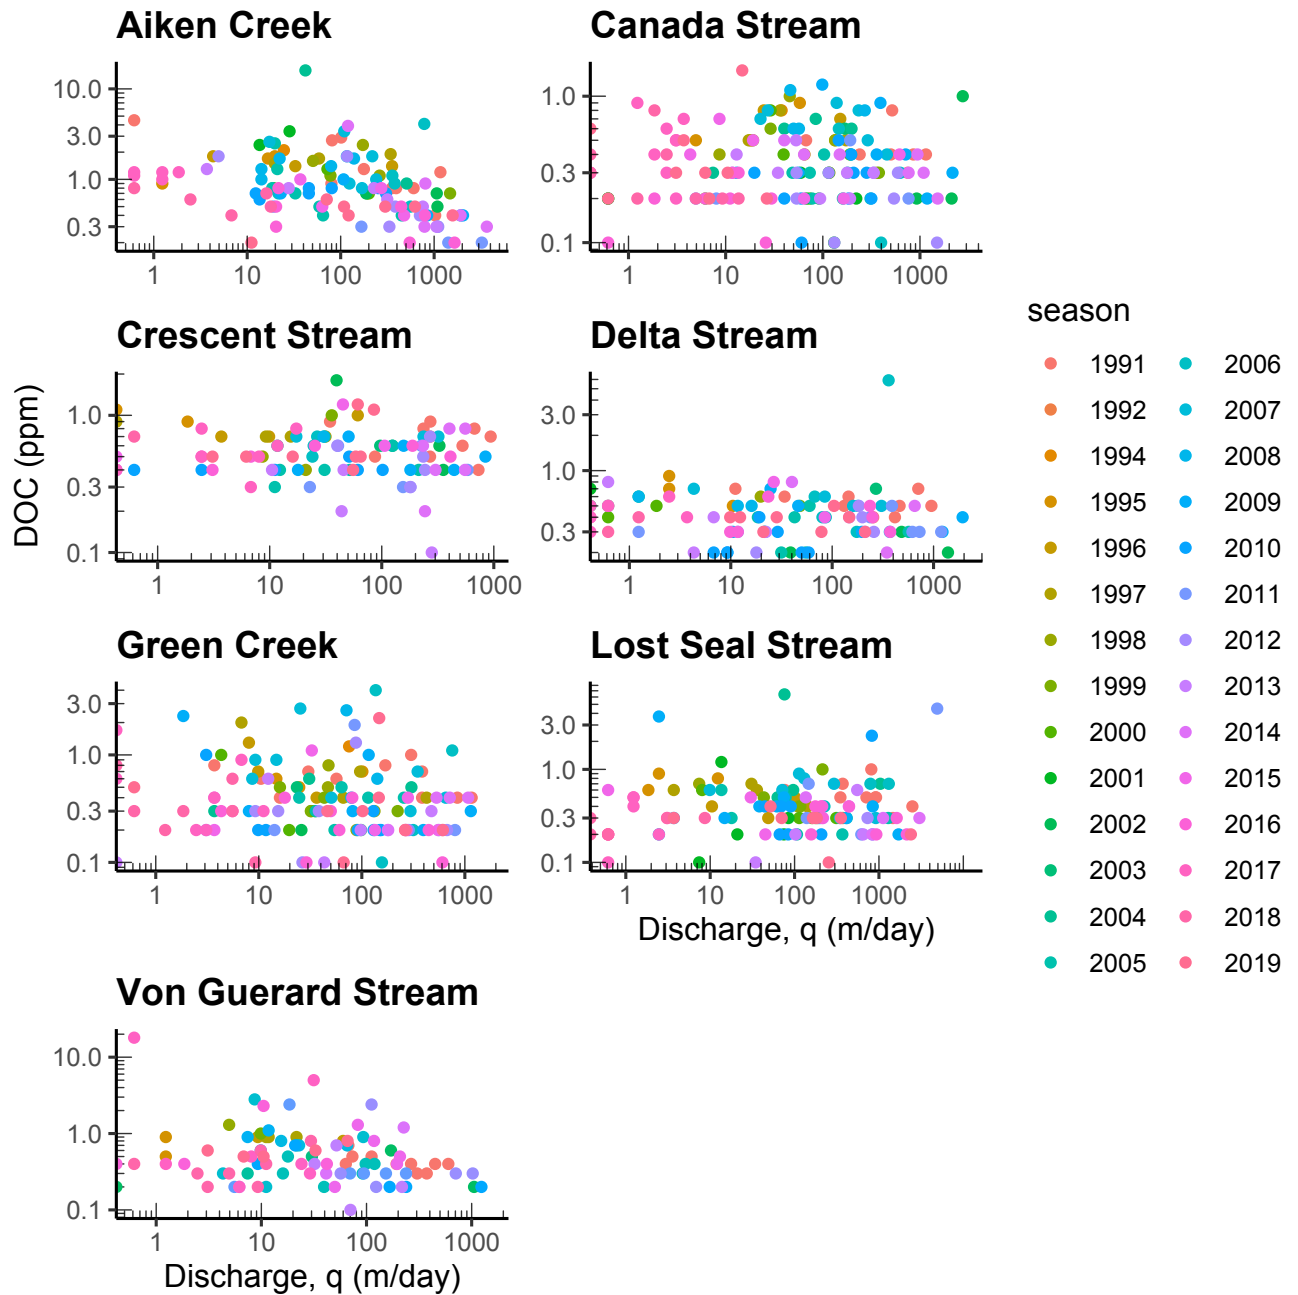 Aiken Creek
Canada Stream
10.0
3.0
1.0
0.3
1 10 100 1000
1.0
0.3
0.1
1 10 100 1000
Crescent Stream
Delta Stream
DOC (ppm)
1.0
0.3
0.1
1 10 100 1000
3.0
1.0
0.3
1 10 100 1000
Green Creek
Lost Seal Stream
3.0
1.0
0.3
0.1
1 10 100 1000
3.0
1.0
0.3
0.1
1 10 100 1000
Discharge, q (m/day)
Von Guerard Stream
10.0
1.0
0.1
1 10 100 1000
Discharge, q (m/day)
season
1991 2006
1992 2007
1994 2008
1995 2009
1996 2010
1997 2011
1998 2012
1999 2013
2000 2014
2001 2015
2002 2016
2003 2017
2004 2018
2005 2019